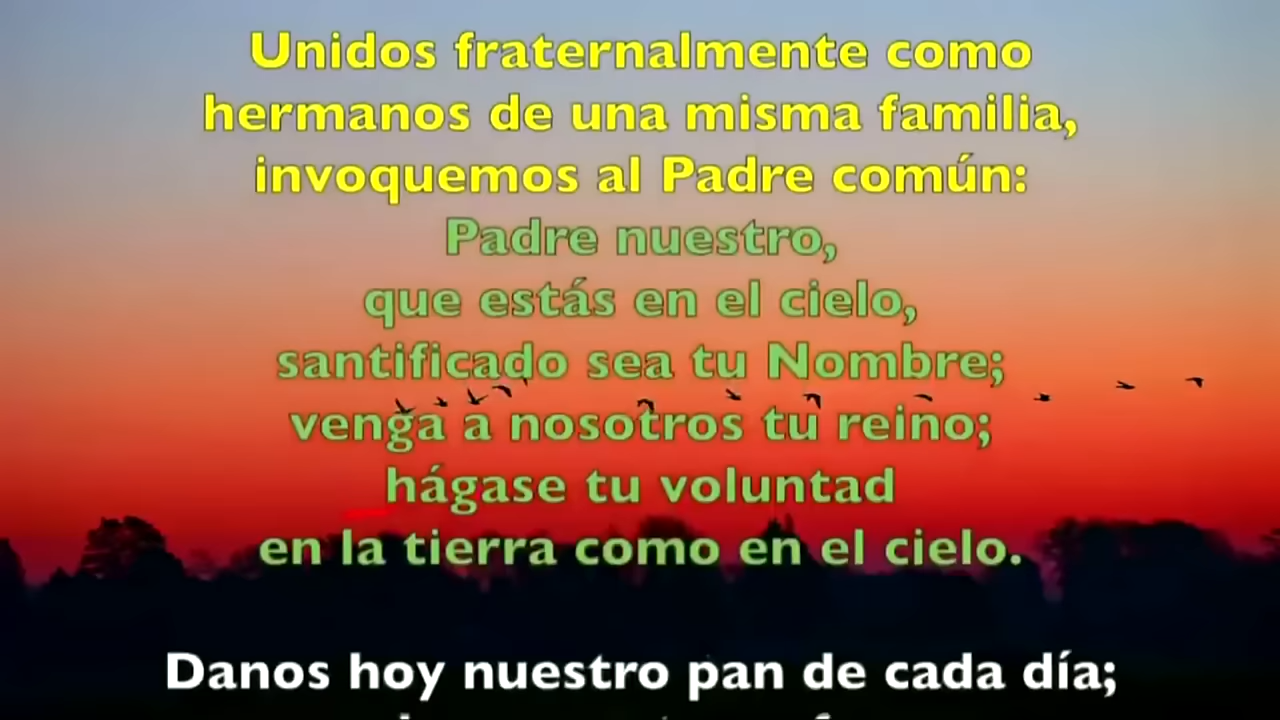 Unidos fraternalmente como
hermanos de una misma familia,
invoquemos al Padre común:
Padre nuestro,
que estás en el cielo,
santificado sea tu Nombre;
venga a nosotros tu reino;
hágase tu voluntad
en la tierra como en el cielo.
Danos hoy nuestro pan de cada día;